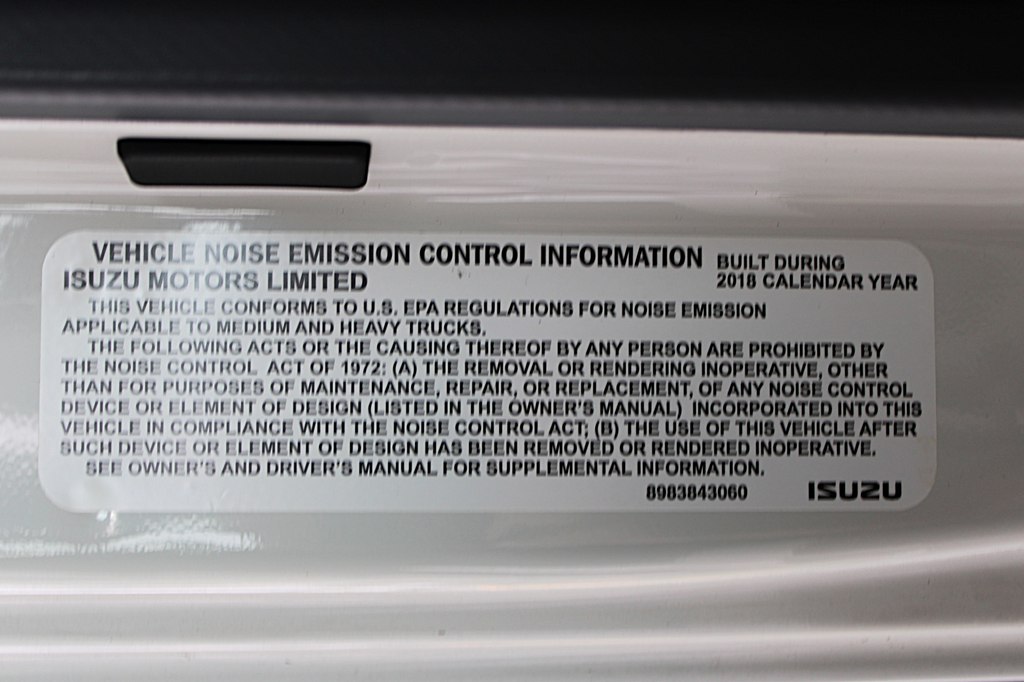 VEHICLE NOISE EMISSION CONTROL INFORMATION BUILT DURING
ISUZU MOTORS LIMITED 2018 CALENDAR YEAR
THIS VEHICLE CONFORMS TO U.S. EPA REGULATIONS FOR NOISE EMISSION
APPLICABLE TO MEDIUM AND HEAVY TRUCKS.
THE FOLLOWING ACTS OR THE CAUSING THEREOF BY ANY PERSON ARE PROHIBITED BY
THE NOISE CONTROL ACT OF 1972: (A) THE REMOVAL OR RENDERING INOPERATIVE, OTHER
THAN FOR PURPOSES OF MAINTENANCE, REPAIR, OR REPLACEMENT, OF ANY NOISE CONTROL
DEVICE OR ELEMENT OF DESIGN (LISTED IN THE OWNER'S MANUAL) INCORPORATED INTO THIS
VEHICLE IN COMPLIANCE WITH THE NOISE CONTROL ACT; (B) THE USE OF THIS VEHICLE AFTER
SUCH DEVICE OR ELEMENT OF DESIGN HAS BEEN REMOVED OR RENDERED INOPERATIVE.
SEE OWNER'S AND DRIVER'S MANUAL FOR SUPPLEMENTAL INFORMATION.
8983843060 ISUZU